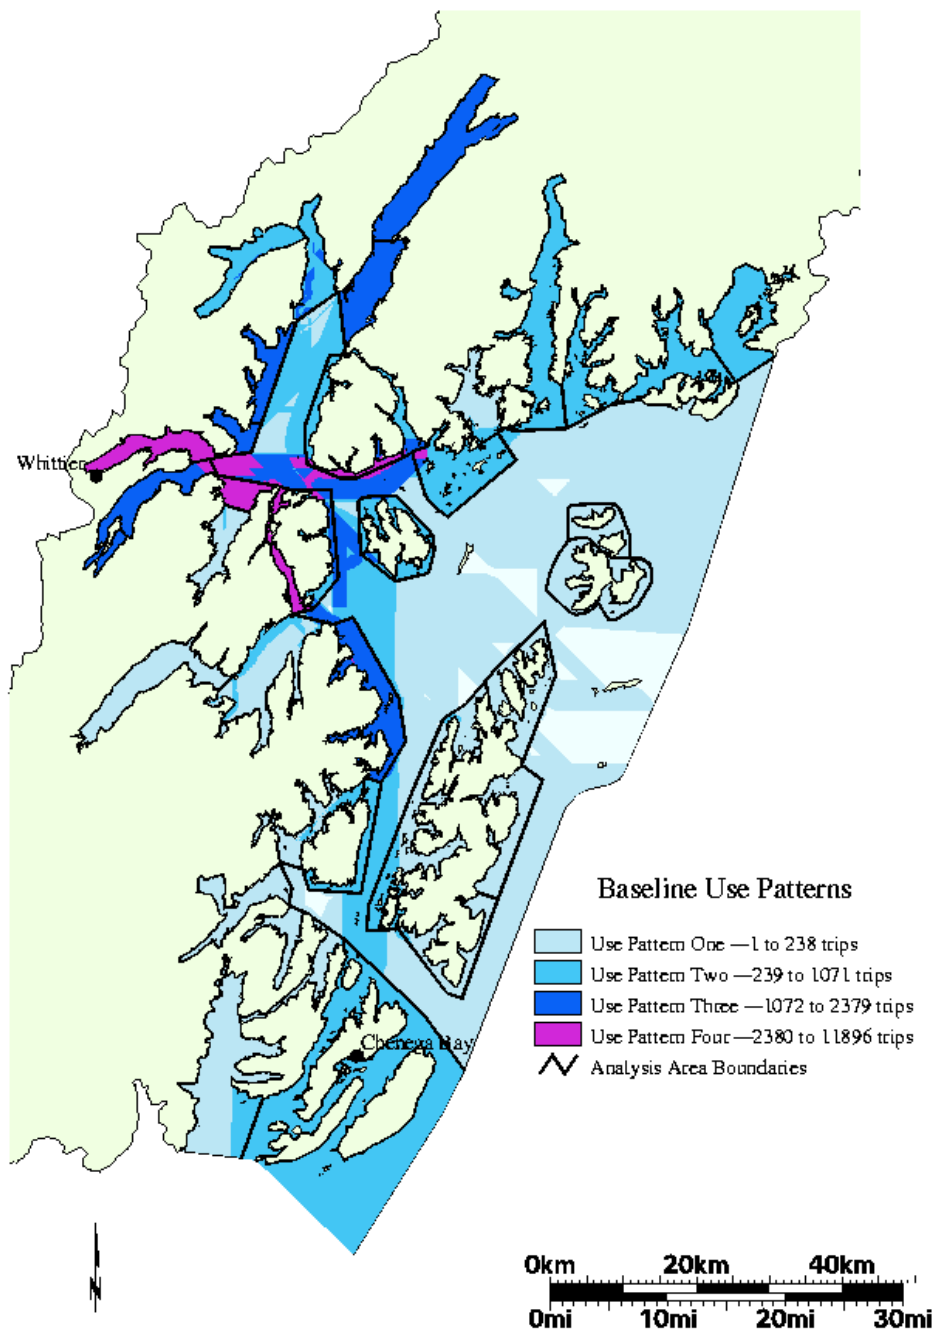 Whittier
Baseline Use Patterns
Use Pattern One —1 to 238 trips
Use Pattern Two —239 to 1071 trips
Use Pattern Three —1072 to 2379 trips
Use Pattern Four —2380 to 11896 trips
Analysis Area Boundaries
Chenega Bay
N
0km 20km 40km
0mi 10mi 20mi 30mi